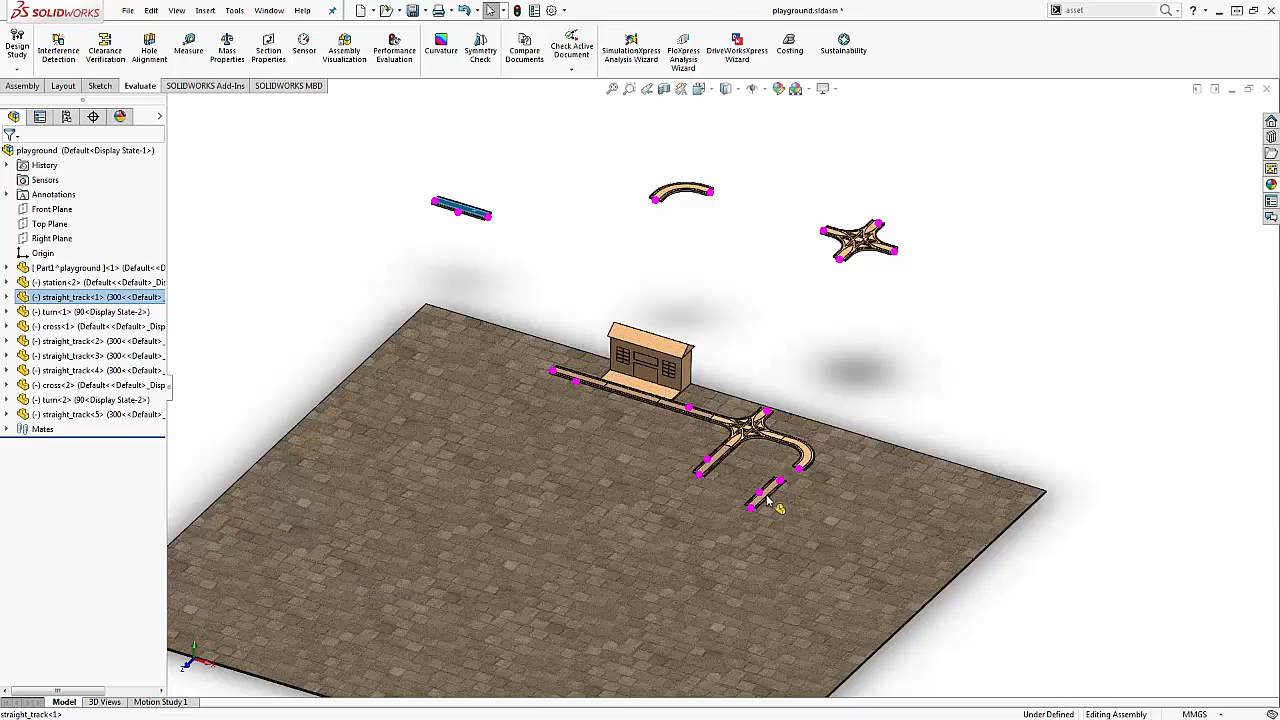 SOLIDWORKS
File Edit View Insert Tools Window Help
playground.sldasm *
asset
Design Study
Interference Detection
Clearance Verification
Hole Alignment
Measure
Mass Properties
Section Properties
Sensor
Assembly Visualization
Performance Evaluation
Curvature
Symmetry Check
Compare Documents
Check Active Document
SimulationXpress Analysis Wizard
FloXpress Analysis Wizard
DriveWorksXpress Wizard
Costing
Sustainability
Assembly Layout Sketch Evaluate SOLIDWORKS Add-Ins SOLIDWORKS MBD
playground (Default<Display State-1>)
History
Sensors
Annotations
Front Plane
Top Plane
Right Plane
Origin
[ Part1^playground ]<1> (Default<<D
(-) station<2> (Default<<Default>_Dis
(-) straight_track<1> (300<<Default>_
(-) turn<1> (90<Display State-2>)
(-) cross<1> (Default<<Default>_Disp
(-) straight_track<2> (300<<Default>_
(-) straight_track<3> (300<<Default>_
(-) straight_track<4> (300<<Default>_
(-) cross<2> (Default<<Default>_Disp
(-) turn<2> (90<Display State-2>)
(-) straight_track<5> (300<<Default>_
Mates
Model 3D Views Motion Study 1
straight_track<1> Under Defined Editing Assembly MMGS